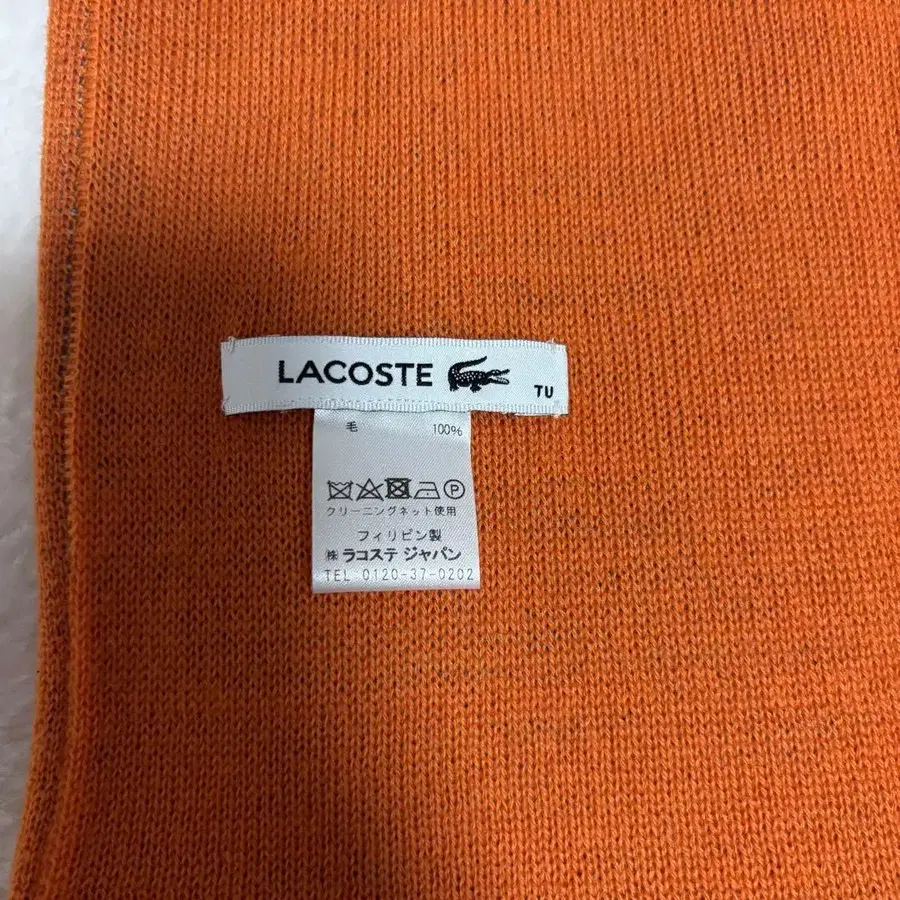 LACOSTE
TU
毛 100%
クリーニングネット使用
フィリピン製
㈱ ラコステ ジャパン
TEL 0120-37-0202